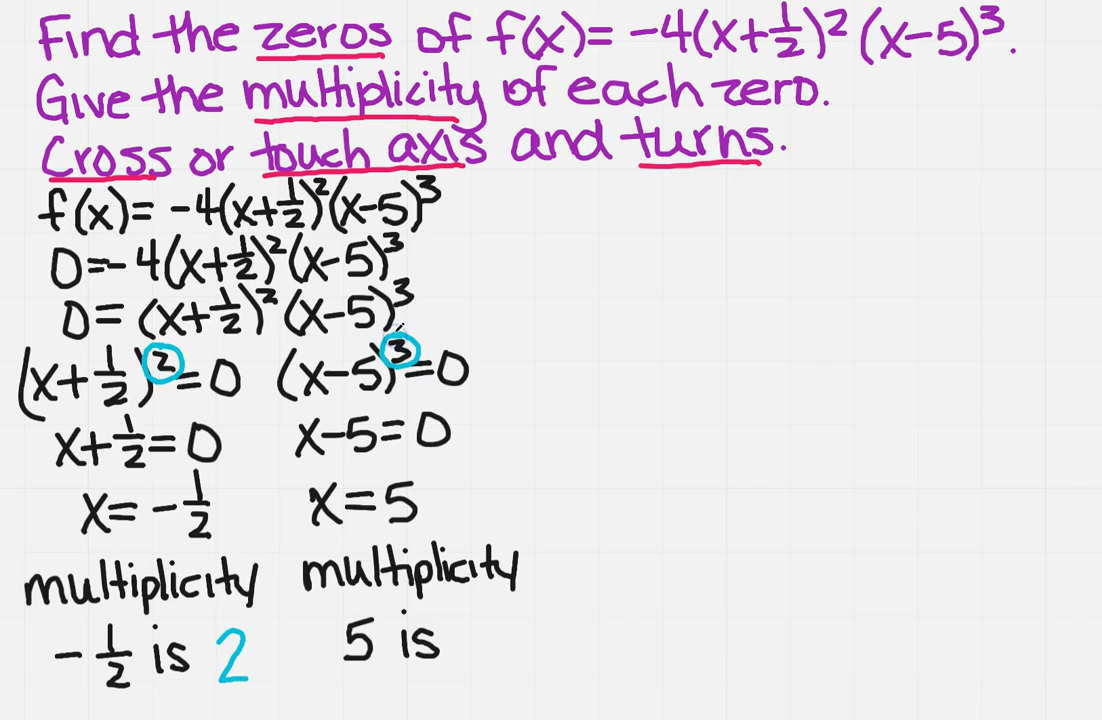 Find the zeros of f(x)= -4(x+1/2)²(x-5)³.
Give the multiplicity of each zero.
Cross or touch axis and turns.
f(x)= -4(x+1/2)²(x-5)³
0=-4(x+1/2)²(x-5)³
0=(x+1/2)²(x-5)³
(x+1/2)²=0 (x-5)³=0
x+1/2=0 x-5=0
x=-1/2 x=5
multiplicity multiplicity
-1/2 is 2 5 is